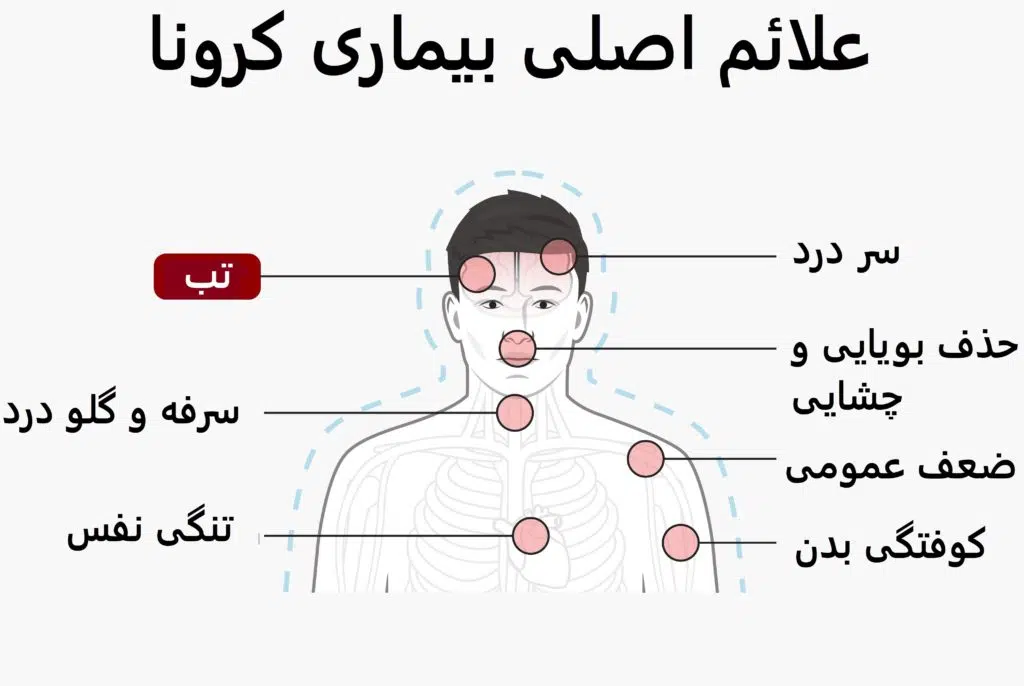 علائم اصلی بیماری کرونا
سر درد
حذف بویایی و
چشایی
ضعف عمومی
کوفتگی بدن
تب
سرفه و گلو درد
تنگی نفس